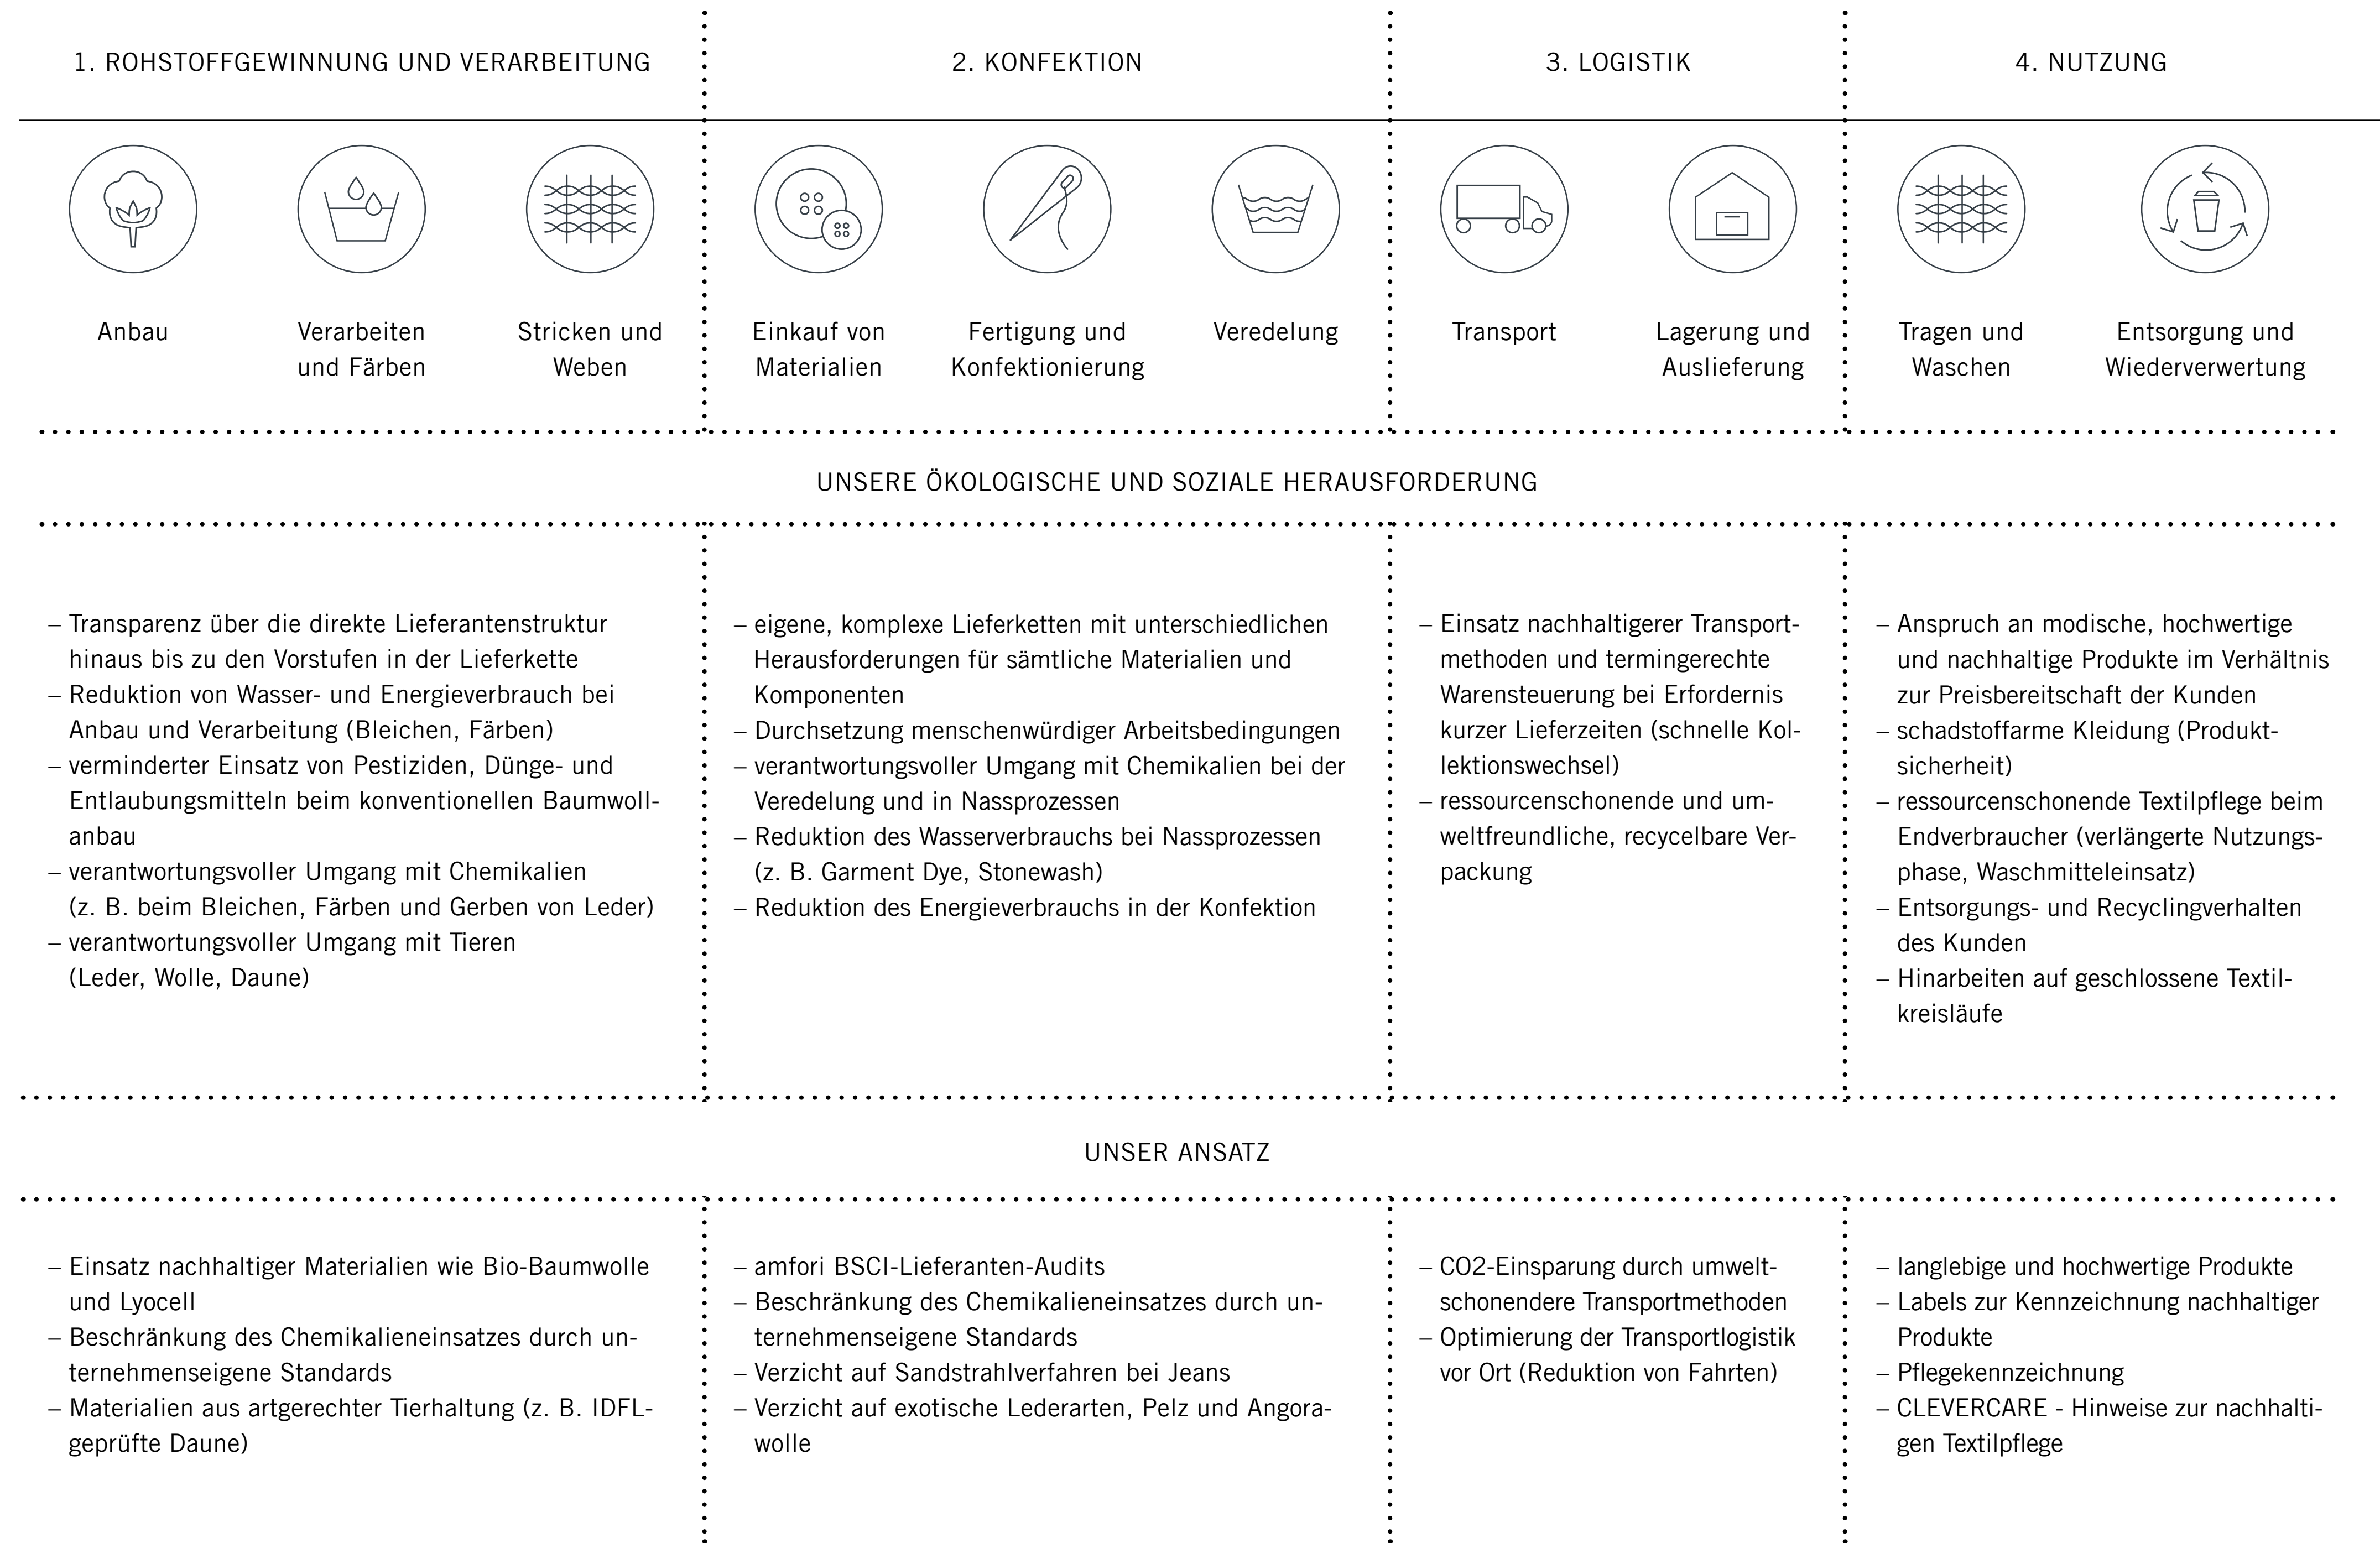 1. ROHSTOFFGEWINNUNG UND VERARBEITUNG
2. KONFEKTION
3. LOGISTIK
4. NUTZUNG
Anbau
Verarbeiten
und Färben
Stricken und
Weben
Einkauf von
Materialien
Fertigung und
Konfektionierung
Veredelung
Transport
Lagerung und
Auslieferung
Tragen und
Waschen
Entsorgung und
Wiederverwertung
UNSERE ÖKOLOGISCHE UND SOZIALE HERAUSFORDERUNG
– Transparenz über die direkte Lieferantenstruktur
hinaus bis zu den Vorstufen in der Lieferkette
– Reduktion von Wasser- und Energieverbrauch bei
Anbau und Verarbeitung (Bleichen, Färben)
– verminderter Einsatz von Pestiziden, Dünge- und
Entlaubungsmitteln beim konventionellen Baumwoll-
anbau
– verantwortungsvoller Umgang mit Chemikalien
(z. B. beim Bleichen, Färben und Gerben von Leder)
– verantwortungsvoller Umgang mit Tieren
(Leder, Wolle, Daune)
– eigene, komplexe Lieferketten mit unterschiedlichen
Herausforderungen für sämtliche Materialien und
Komponenten
– Durchsetzung menschenwürdiger Arbeitsbedingungen
– verantwortungsvoller Umgang mit Chemikalien bei der
Veredelung und in Nassprozessen
– Reduktion des Wasserverbrauchs bei Nassprozessen
(z. B. Garment Dye, Stonewash)
– Reduktion des Energieverbrauchs in der Konfektion
– Einsatz nachhaltigerer Transport-
methoden und termingerechte
Warensteuerung bei Erfordernis
kurzer Lieferzeiten (schnelle Kol-
lektionswechsel)
– ressourcenschonende und um-
weltfreundliche, recycelbare Ver-
packung
– Anspruch an modische, hochwertige
und nachhaltige Produkte im Verhältnis
zur Preisbereitschaft der Kunden
– schadstoffarme Kleidung (Produkt-
sicherheit)
– ressourcenschonende Textilpflege beim
Endverbraucher (verlängerte Nutzungs-
phase, Waschmitteleinsatz)
– Entsorgungs- und Recyclingverhalten
des Kunden
– Hinarbeiten auf geschlossene Textil-
kreisläufe
UNSER ANSATZ
– Einsatz nachhaltiger Materialien wie Bio-Baumwolle
und Lyocell
– Beschränkung des Chemikalieneinsatzes durch un-
ternehmenseigene Standards
– Materialien aus artgerechter Tierhaltung (z. B. IDFL-
geprüfte Daune)
– amfori BSCI-Lieferanten-Audits
– Beschränkung des Chemikalieneinsatzes durch un-
ternehmenseigene Standards
– Verzicht auf Sandstrahlverfahren bei Jeans
– Verzicht auf exotische Lederarten, Pelz und Angora-
wolle
– CO2-Einsparung durch umwelt-
schonendere Transportmethoden
– Optimierung der Transportlogistik
vor Ort (Reduktion von Fahrten)
– langlebige und hochwertige Produkte
– Labels zur Kennzeichnung nachhaltiger
Produkte
– Pflegekennzeichnung
– CLEVERCARE - Hinweise zur nachhalti-
gen Textilpflege